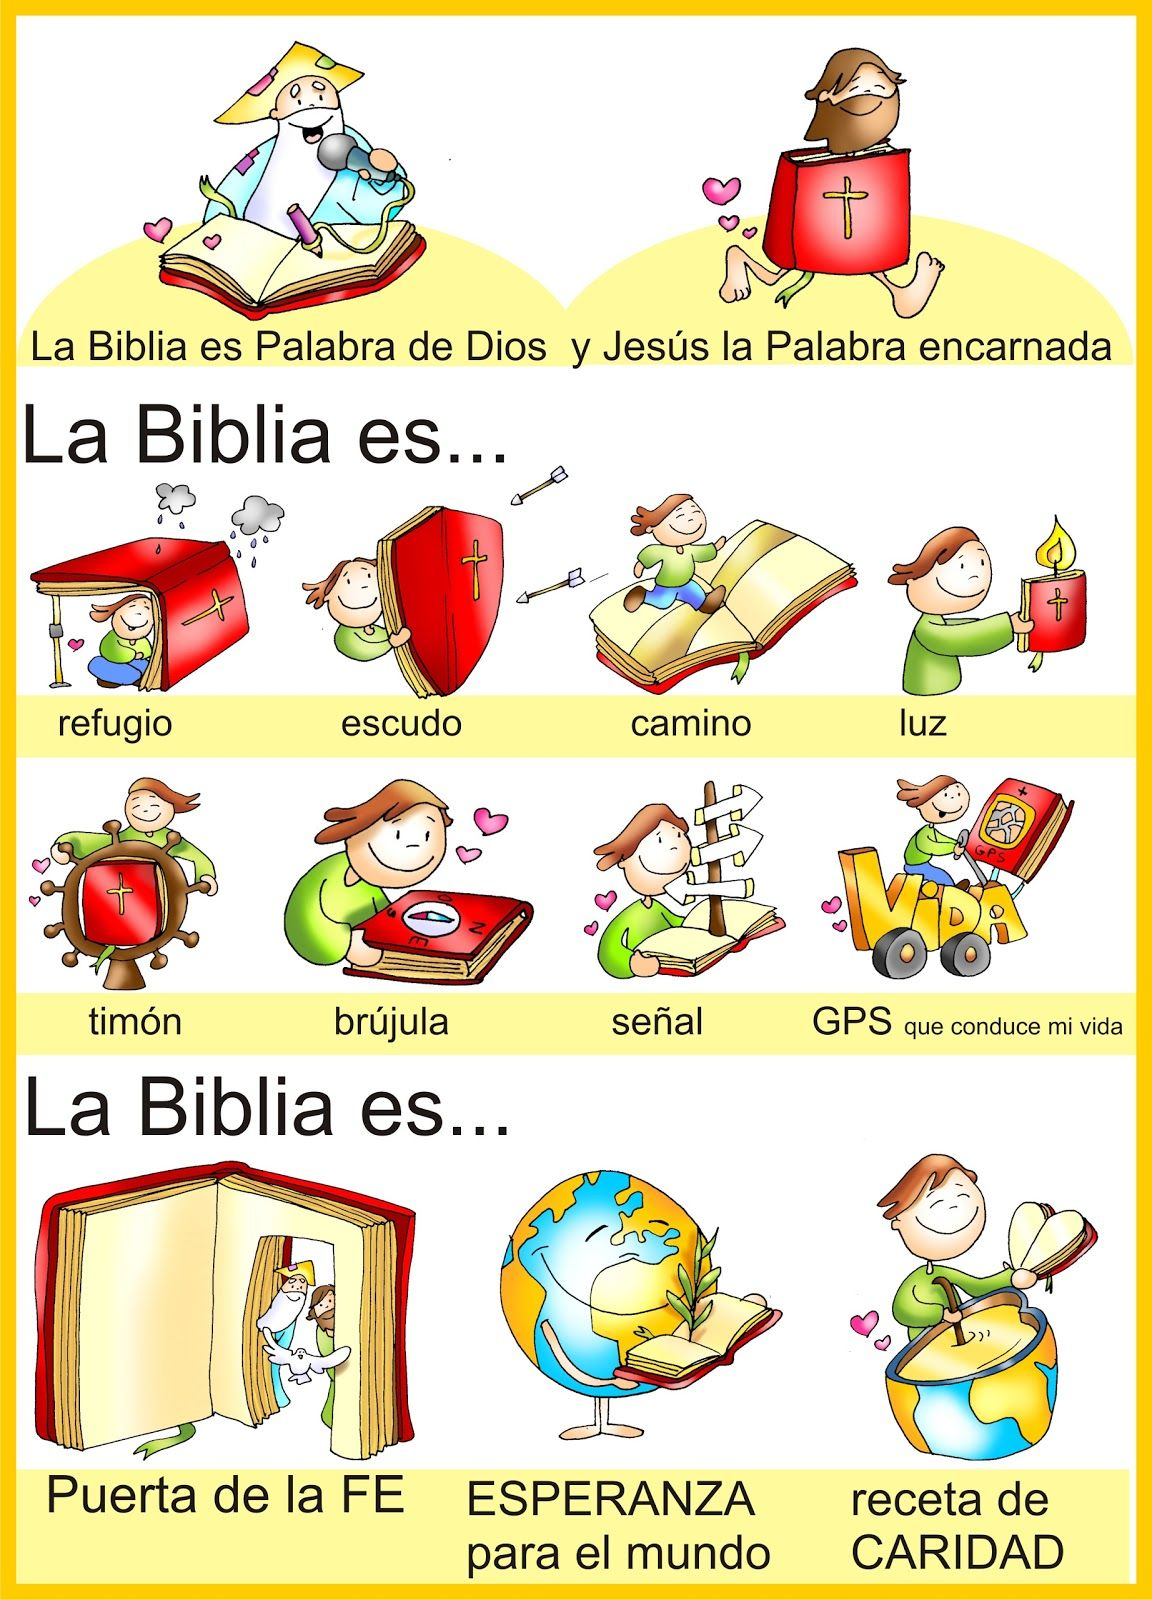 La Biblia es Palabra de Dios y Jesús la Palabra encarnada
La Biblia es...
refugio escudo camino luz
GPS
ViDA
N
E
S
O
timón brújula señal GPS que conduce mi vida
La Biblia es...
Puerta de la FE
ESPERANZA
para el mundo
receta de
CARIDAD